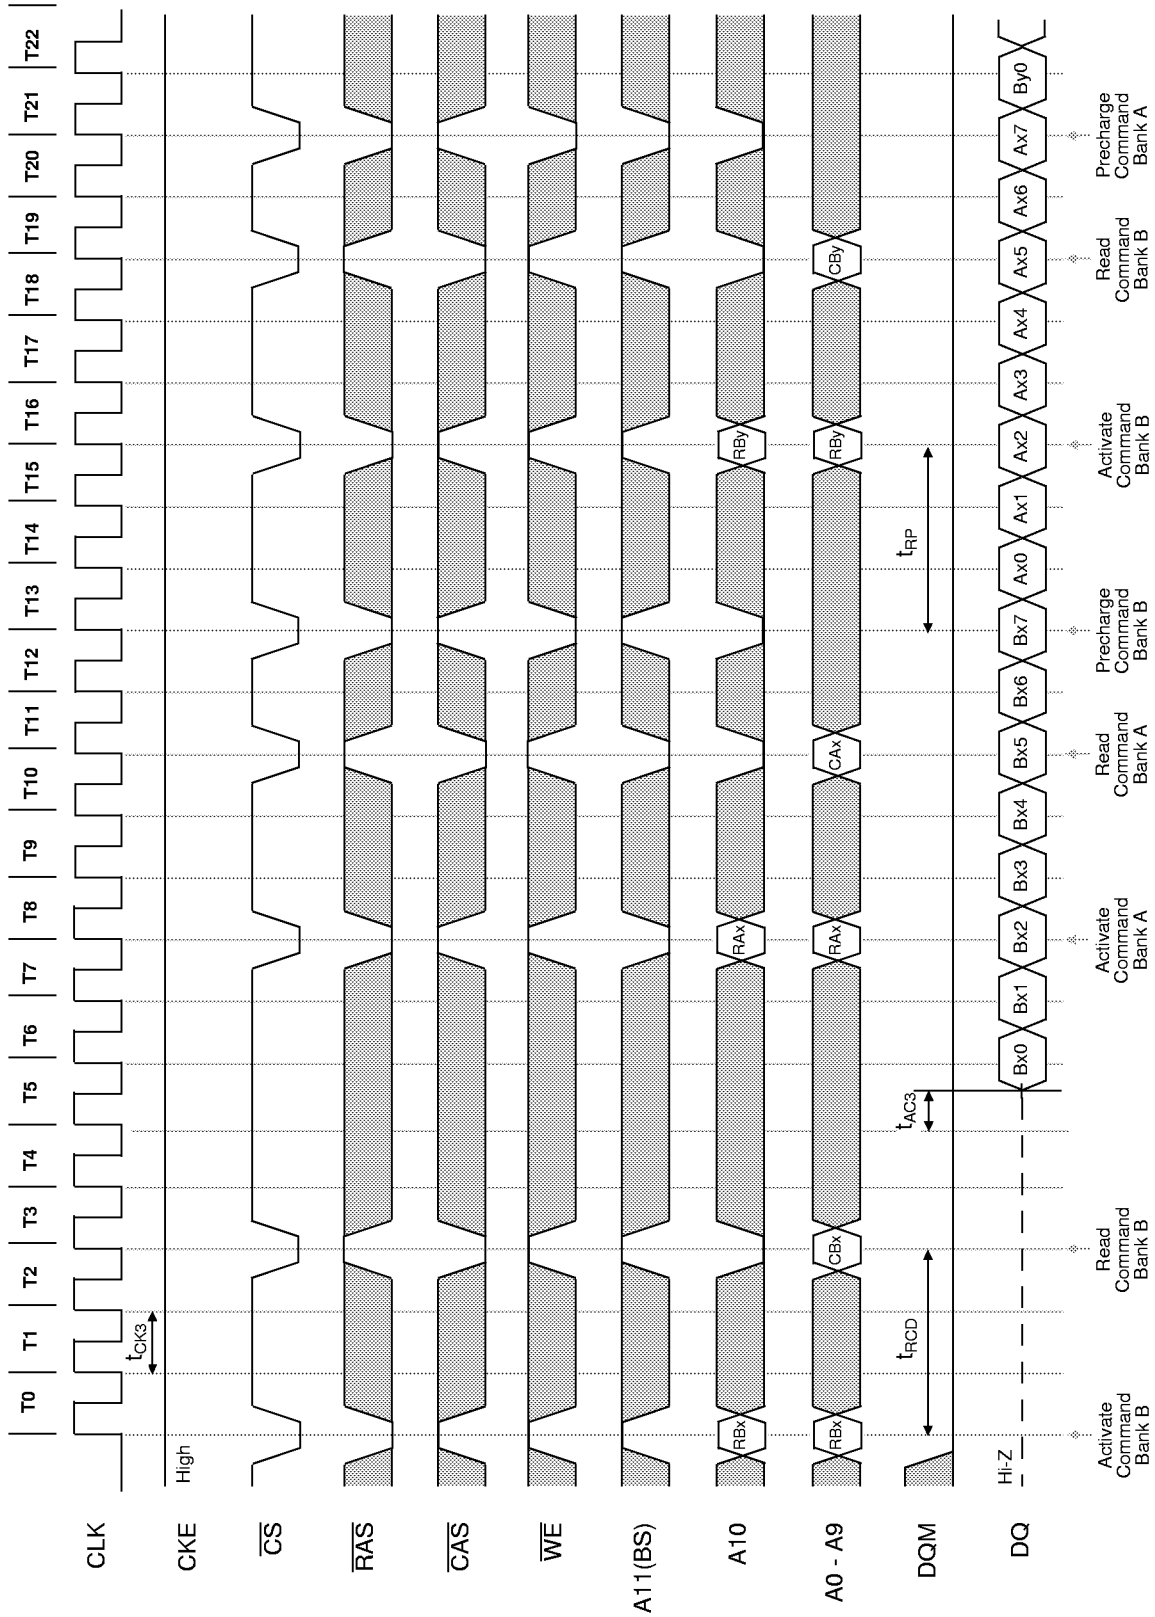 T0 T1 T2 T3 T4 T5 T6 T7 T8 T9 T10 T11 T12 T13 T14 T15 T16 T17 T18 T19 T20 T21 T22
CLK
tCK3
CKE
High
CS
RAS
CAS
WE
A11(BS)
A10
RBx RAx RBy
A0 - A9
RBx CBx RAx CAx RBy CBy
tRCD tAC3 tRP
DQM
DQ
Hi-Z
Bx0 Bx1 Bx2 Bx3 Bx4 Bx5 Bx6 Bx7 Ax0 Ax1 Ax2 Ax3 Ax4 Ax5 Ax6 Ax7 By0
Activate
Command
Bank B
Read
Command
Bank B
Activate
Command
Bank A
Read
Command
Bank A
Precharge
Command
Bank B
Activate
Command
Bank B
Read
Command
Bank B
Precharge
Command
Bank A